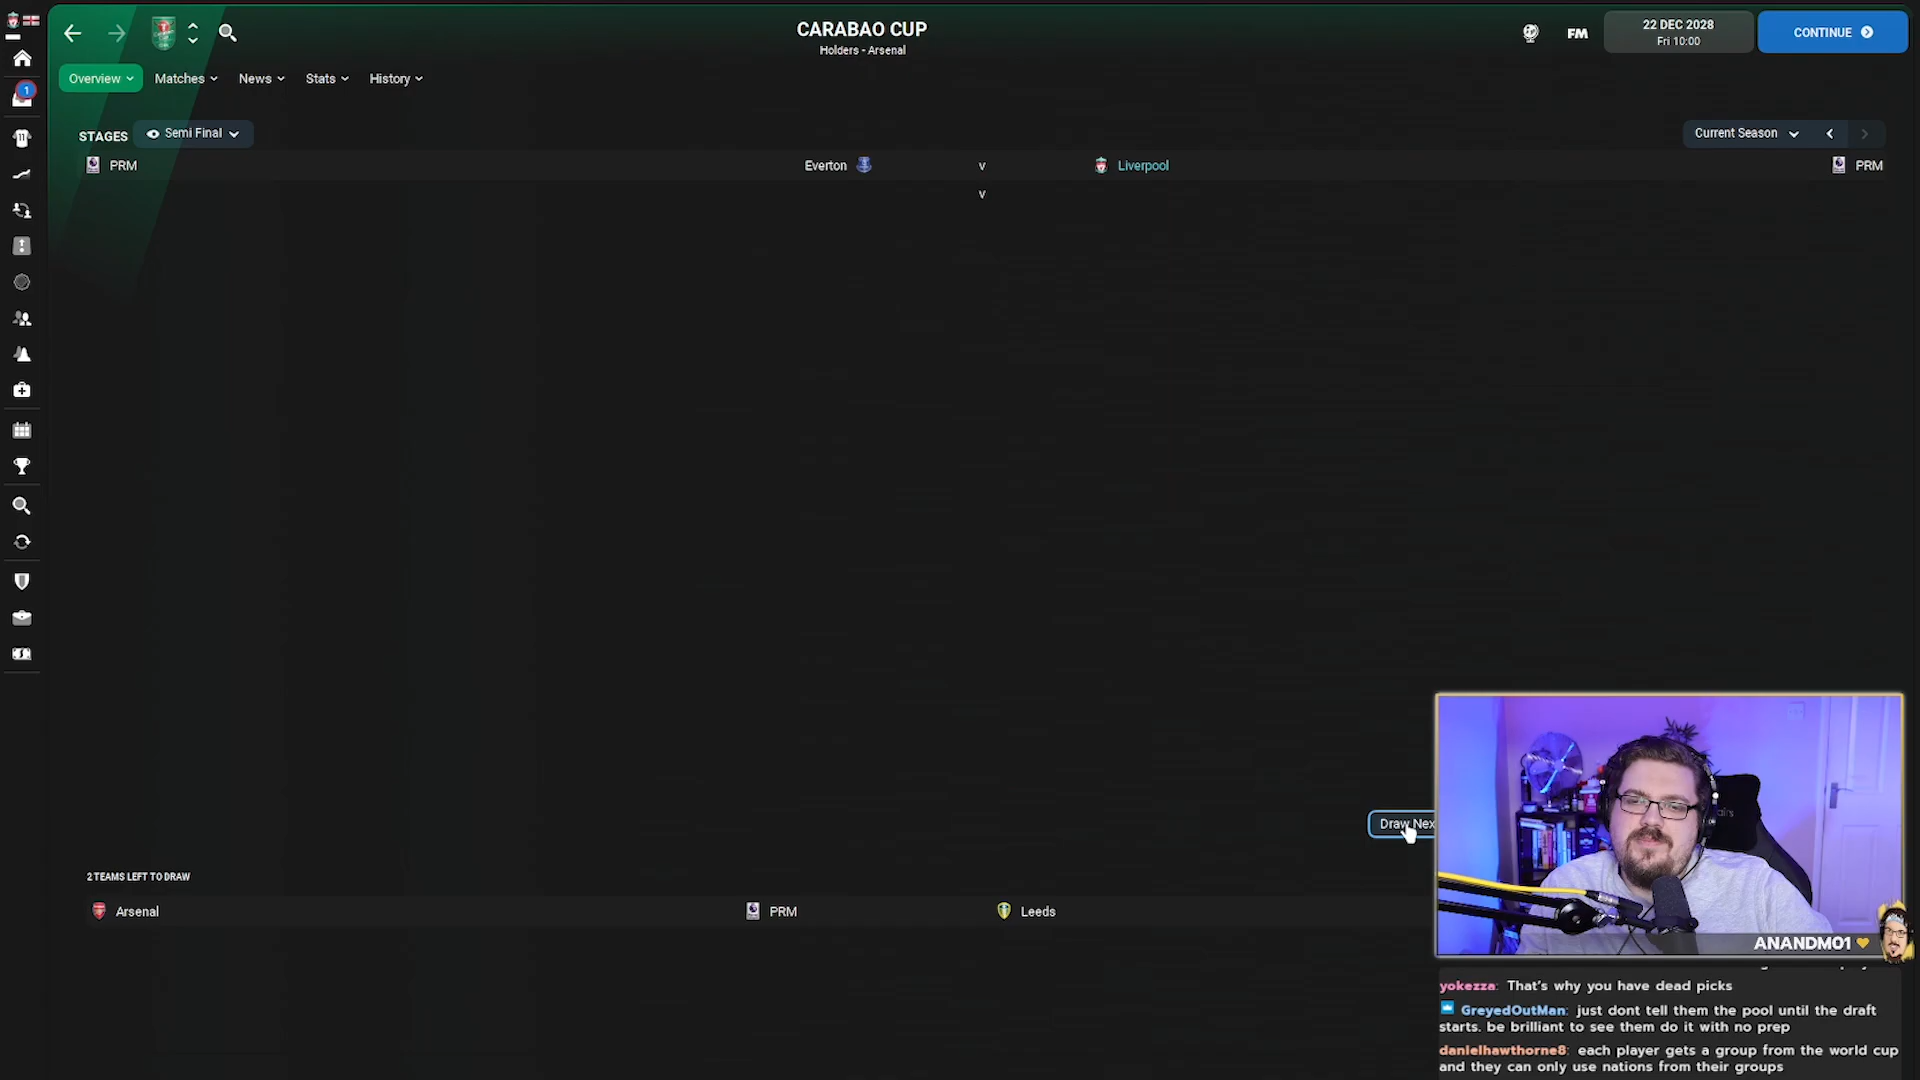 CARABAO CUP
Holders - Arsenal
FM
22 DEC 2028
Fri 10:00
CONTINUE
1
Overview
Matches
News
Stats
History
STAGES
Semi Final
Current Season
PRM
Everton
v
Liverpool
PRM
v
Draw Nex
2 TEAMS LEFT TO DRAW
Arsenal
PRM
Leeds
ANANDM01
yokezza: That's why you have dead picks
GreyedOutMan: just dont tell them the pool until the draft
starts. be brilliant to see them do it with no prep
danielhawthorne8: each player gets a group from the world cup
and they can only use nations from their groups